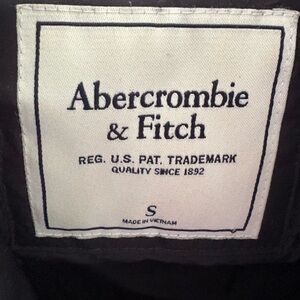 Abercrombie
& Fitch
REG. U.S. PAT. TRADEMARK
QUALITY SINCE 1892
S
MADE IN VIETNAM